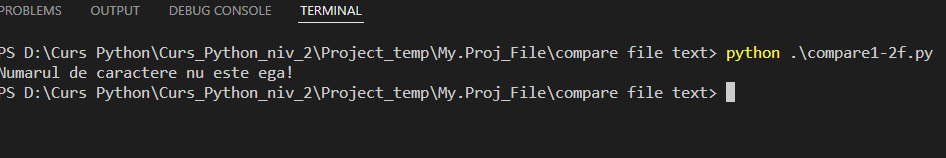 PROBLEMS OUTPUT DEBUG CONSOLE TERMINAL
PS D:\Curs Python\Curs_Python_niv_2\Project_temp\My.Proj_File\compare file text> python .\compare1-2f.py
Numarul de caractere nu este ega!
PS D:\Curs Python\Curs_Python_niv_2\Project_temp\My.Proj_File\compare file text>